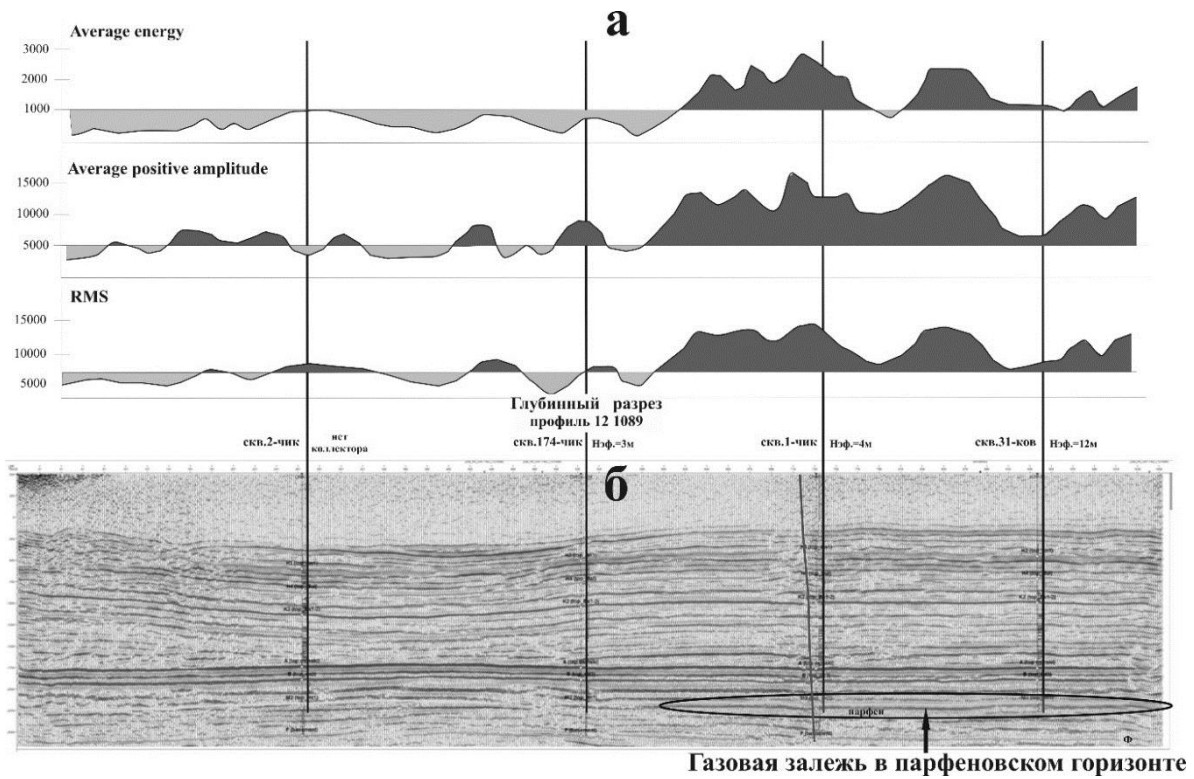 а
Average energy
3000
2000
1000
Average positive amplitude
15000
10000
5000
RMS
15000
10000
5000
Глубинный разрез
профиль 12 1089
скв.2-чик
нет
коллектора
скв.174-чик Нэф.=3м
скв.1-чик Нэф.=4м
скв.31-ков Нэф.=12м
б
парфен
Ф
Газовая залежь в парфеновском горизонте